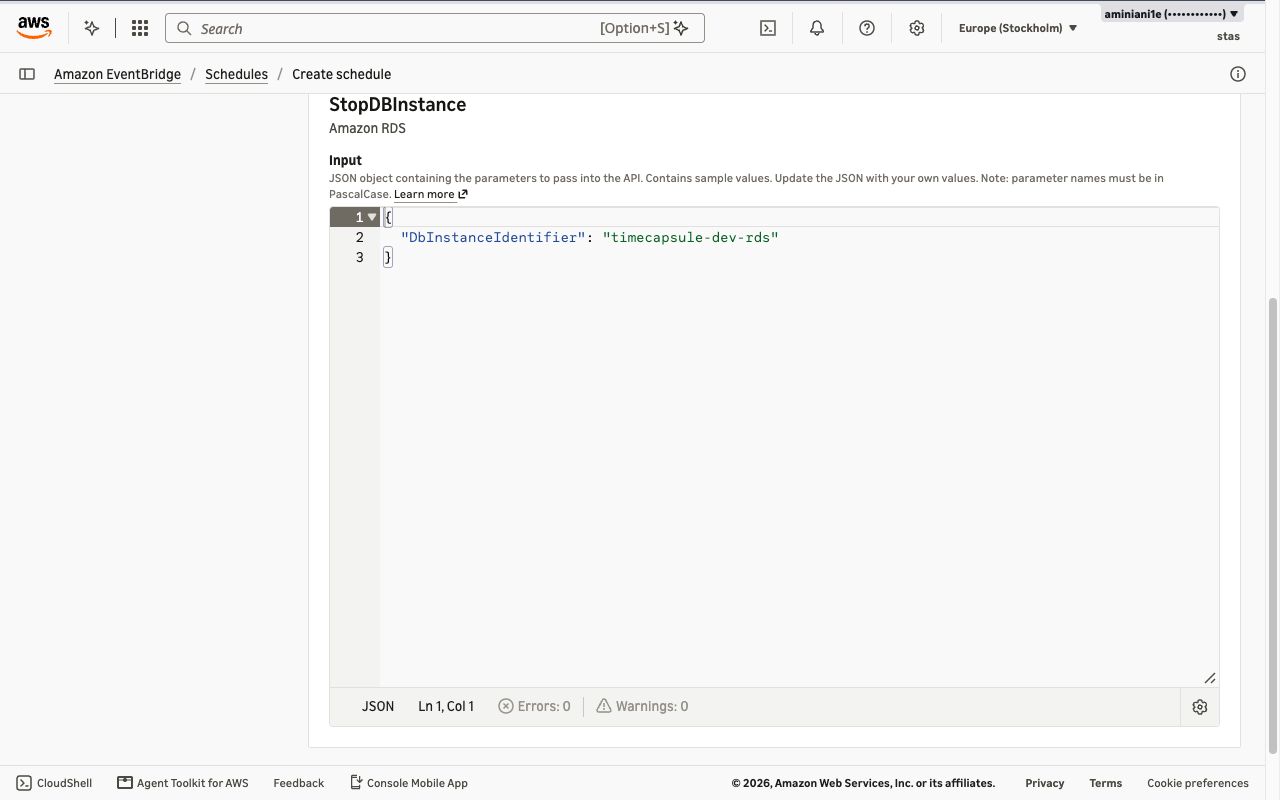 aws
Search [Option+S]
Europe (Stockholm)
aminiani1e (••••••••••••)
stas
Amazon EventBridge / Schedules / Create schedule
StopDBInstance
Amazon RDS
Input
JSON object containing the parameters to pass into the API. Contains sample values. Update the JSON with your own values. Note: parameter names must be in
PascalCase. Learn more
1 {
2 "DbInstanceIdentifier": "timecapsule-dev-rds"
3 }
JSON Ln 1, Col 1 Errors: 0 Warnings: 0
CloudShell Agent Toolkit for AWS Feedback Console Mobile App © 2026, Amazon Web Services, Inc. or its affiliates. Privacy Terms Cookie preferences